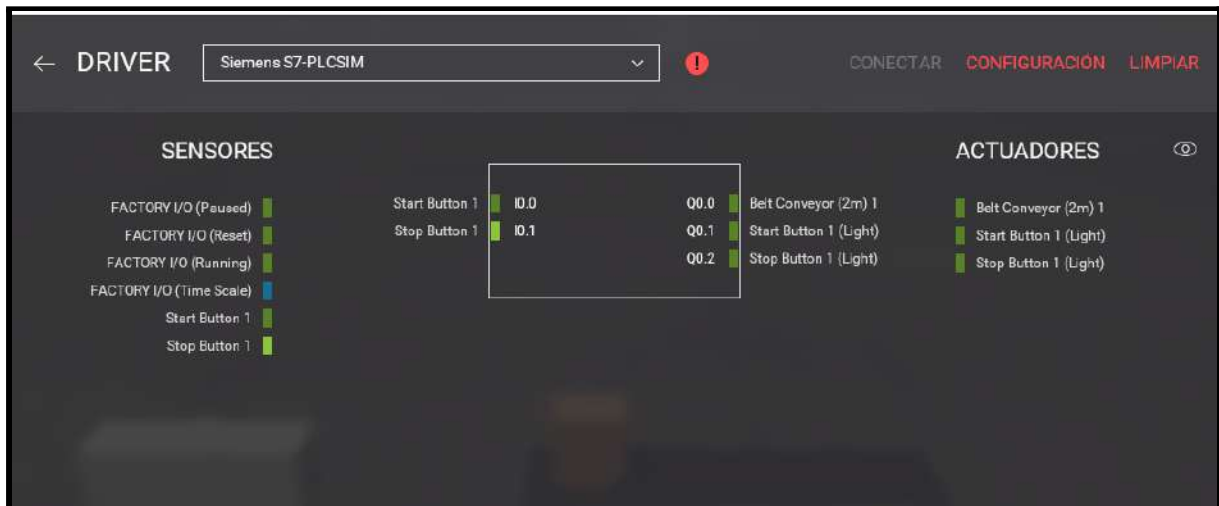 ← DRIVER Siemens S7-PLCSIM ! CONECTAR CONFIGURACIÓN LIMPIAR
SENSORES
FACTORY I/O (Paused)
FACTORY I/O (Reset)
FACTORY I/O (Running)
FACTORY I/O (Time Scale)
Start Button 1
Stop Button 1
Start Button 1 I0.0
Stop Button 1 I0.1
Q0.0 Belt Conveyor (2m) 1
Q0.1 Start Button 1 (Light)
Q0.2 Stop Button 1 (Light)
ACTUADORES
Belt Conveyor (2m) 1
Start Button 1 (Light)
Stop Button 1 (Light)